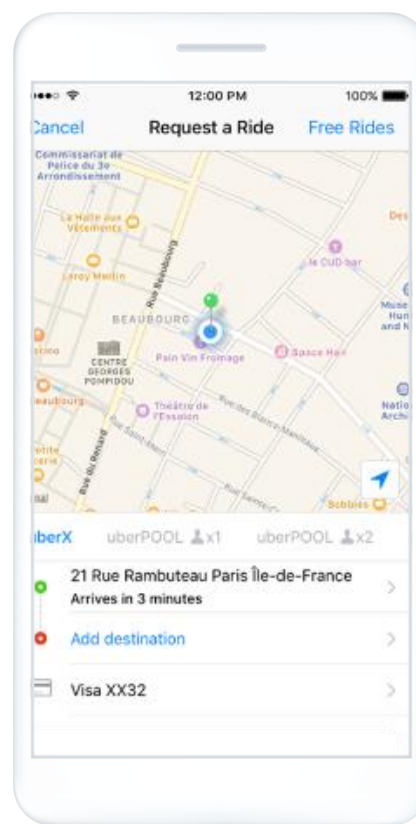 12:00 PM
100%
Cancel
Request a Ride
Free Rides
Commissariat de
Police du 3e
Arrondissement
La Halle aux
Vêtements
Leroy Merlin
Rue Beaubourg
le CUD bar
BEAUBOURG
Pain Vin Fromage
Space Hair
CENTRE
GEORGES
POMPIDOU
Théâtre de
l'Essaion
Rue des Blancs-Manteaux
Rue du Renard
Rue Saint-Merri
Bobbies
uberX
uberPOOL x1
uberPOOL x2
21 Rue Rambuteau Paris Île-de-France
Arrives in 3 minutes
Add destination
Visa XX32